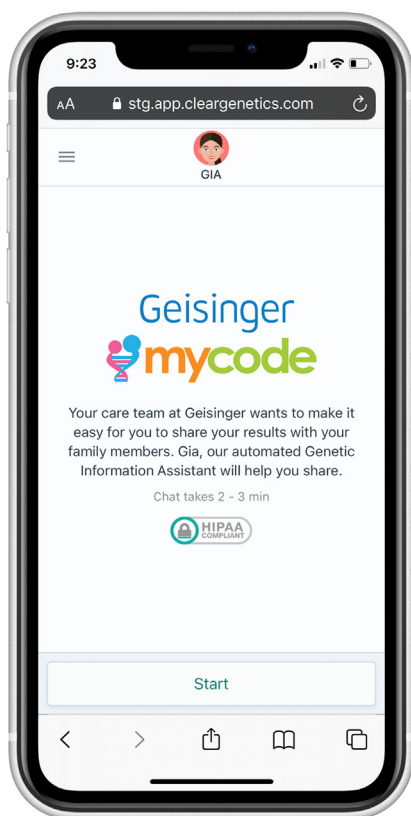 9:23
AA stg.app.cleargenetics.com
GIA
Geisinger
mycode
Your care team at Geisinger wants to make it
easy for you to share your results with your
family members. Gia, our automated Genetic
Information Assistant will help you share.
Chat takes 2 - 3 min
HIPAA
COMPLIANT
Start